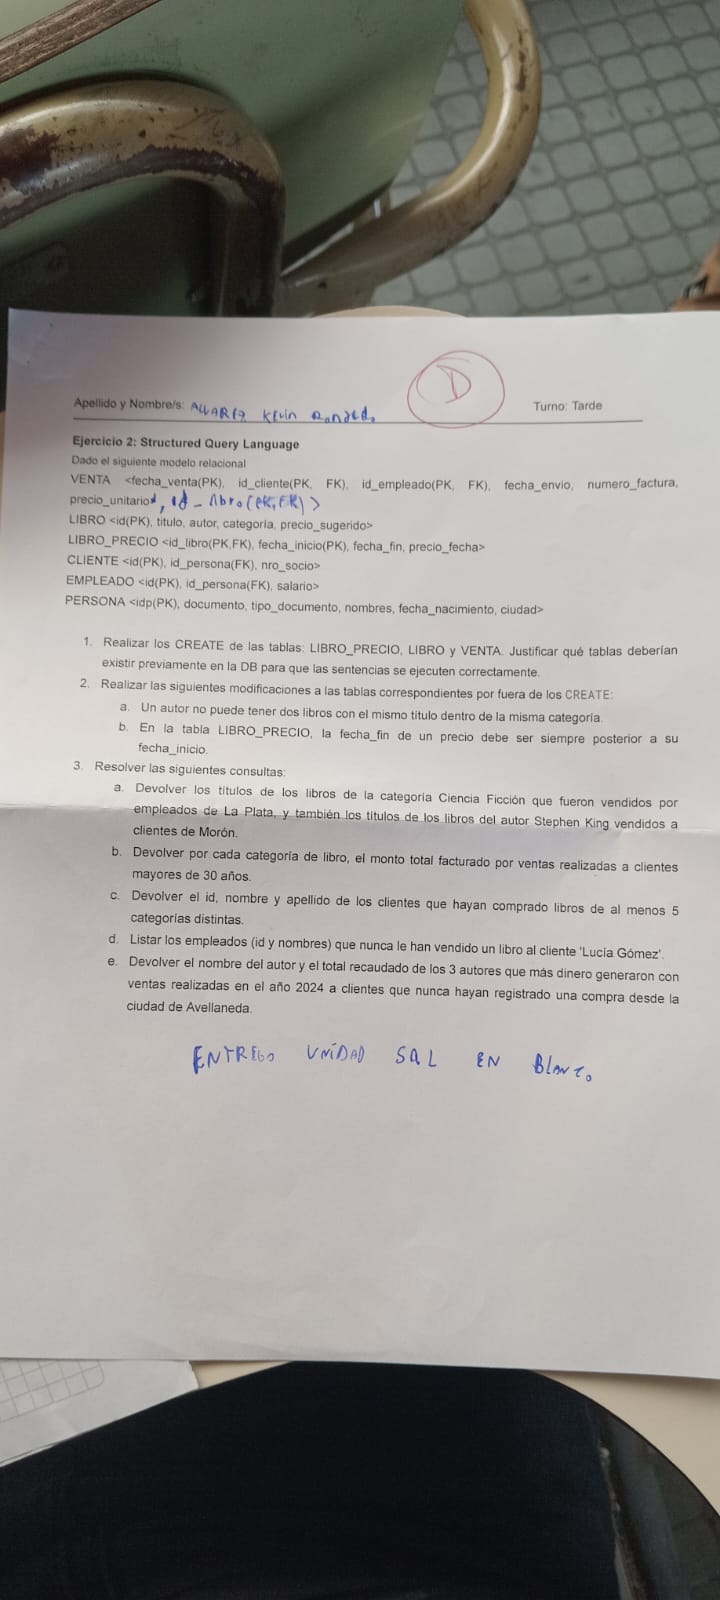 D
Apellido y Nombre/s: ALVAREZ KEVIN Ronald. Turno: Tarde
Ejercicio 2: Structured Query Language
Dado el siguiente modelo relacional
VENTA <fecha_venta(PK), id_cliente(PK, FK), id_empleado(PK, FK), fecha_envio, numero_factura,
precio_unitario, id_libro(PK,FK)>
LIBRO <id(PK), titulo, autor, categoría, precio_sugerido>
LIBRO_PRECIO <id_libro(PK,FK), fecha_inicio(PK), fecha_fin, precio_fecha>
CLIENTE <id(PK), id_persona(FK), nro_socio>
EMPLEADO <id(PK), id_persona(FK), salario>
PERSONA <idp(PK), documento, tipo_documento, nombres, fecha_nacimiento, ciudad>
1. Realizar los CREATE de las tablas: LIBRO_PRECIO, LIBRO y VENTA. Justificar qué tablas deberían
existir previamente en la DB para que las sentencias se ejecuten correctamente.
2. Realizar las siguientes modificaciones a las tablas correspondientes por fuera de los CREATE:
a. Un autor no puede tener dos libros con el mismo título dentro de la misma categoría.
b. En la tabla LIBRO_PRECIO, la fecha_fin de un precio debe ser siempre posterior a su
fecha_inicio.
3. Resolver las siguientes consultas:
a. Devolver los títulos de los libros de la categoría Ciencia Ficción que fueron vendidos por
empleados de La Plata, y también los títulos de los libros del autor Stephen King vendidos a
clientes de Morón.
b. Devolver por cada categoría de libro, el monto total facturado por ventas realizadas a clientes
mayores de 30 años.
c. Devolver el id, nombre y apellido de los clientes que hayan comprado libros de al menos 5
categorías distintas.
d. Listar los empleados (id y nombres) que nunca le han vendido un libro al cliente 'Lucía Gómez'.
e. Devolver el nombre del autor y el total recaudado de los 3 autores que más dinero generaron con
ventas realizadas en el año 2024 a clientes que nunca hayan registrado una compra desde la
ciudad de Avellaneda.
ENTREGO UNIDAD SQL EN Blanco